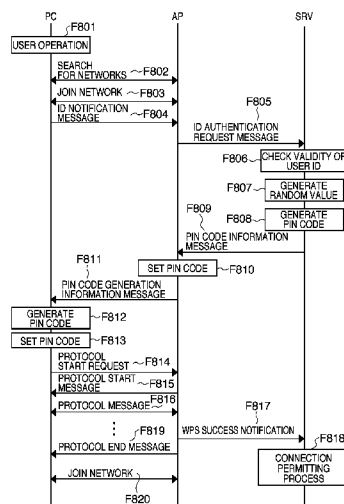 PC AP SRV
F801
USER OPERATION
SEARCH
FOR NETWORKS
F802
JOIN NETWORK
F803
ID NOTIFICATION
MESSAGE
F804
F805
ID AUTHENTICATION
REQUEST MESSAGE
F806
CHECK VALIDITY OF
USER ID
F807
GENERATE
RANDOM VALUE
F808
GENERATE
PIN CODE
F809
PIN CODE INFORMATION
MESSAGE
SET PIN CODE
F810
F811
PIN CODE GENERATION
INFORMATION MESSAGE
GENERATE
PIN CODE
F812
SET PIN CODE
F813
PROTOCOL
START REQUEST
F814
PROTOCOL START
MESSAGE
F815
PROTOCOL MESSAGE
F816
F817
WPS SUCCESS NOTIFICATION
F818
CONNECTION
PERMITTING
PROCESS
F819
PROTOCOL END MESSAGE
JOIN NETWORK
F820